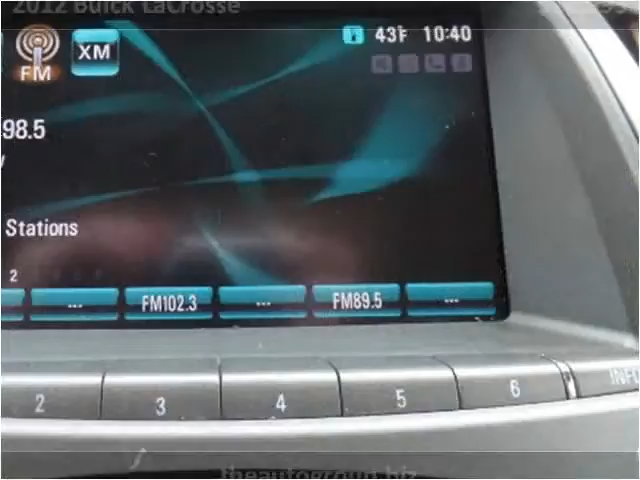 2012 Buick LaCrosse
FM
XM
43°F 10:40
98.5
Stations
2
... FM102.3 ... FM89.5 ...
2 3 4 5 6 INFO
theautogroup.biz